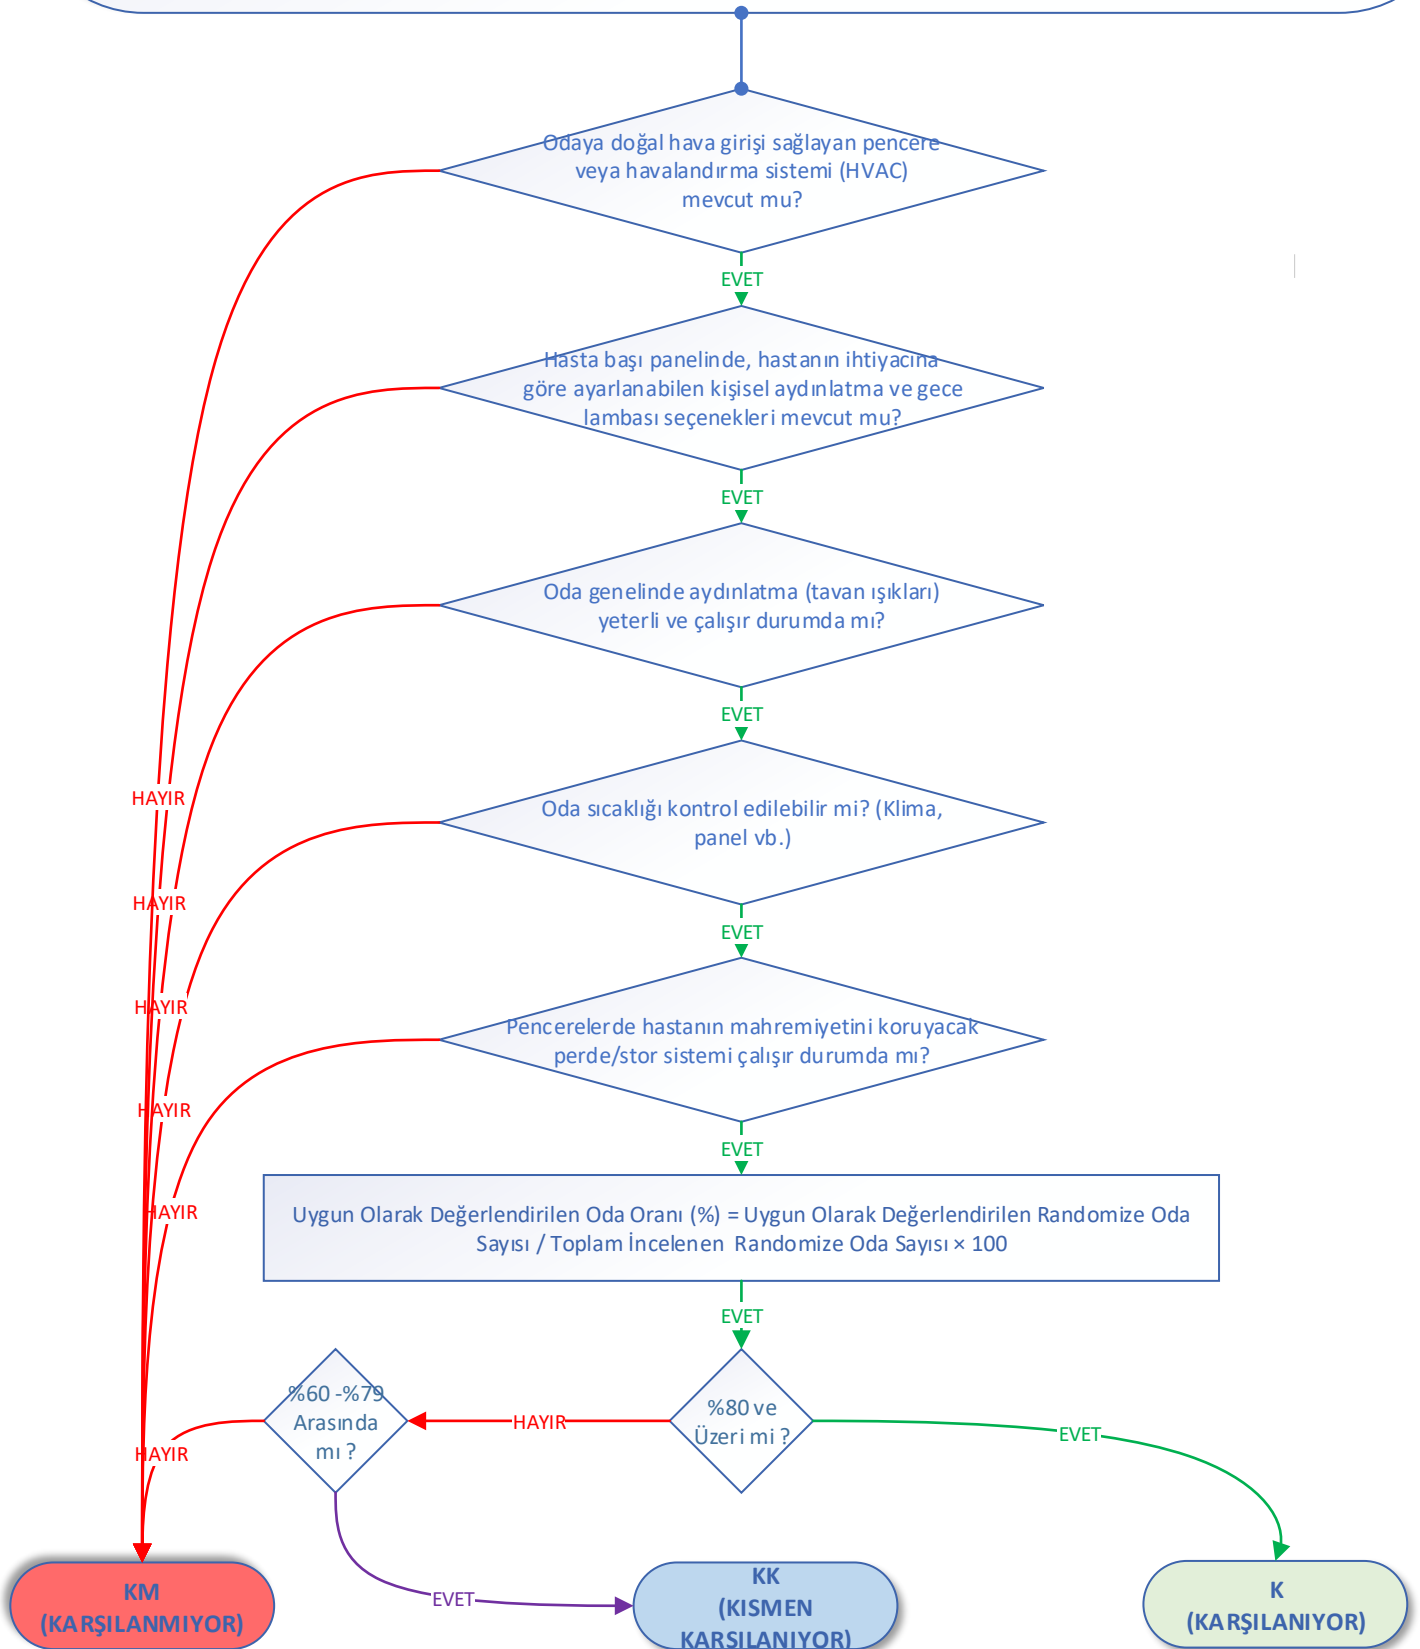 Odaya doğal hava girişi sağlayan pencere
veya havalandırma sistemi (HVAC)
mevcut mu?
EVET
Hasta başı panelinde, hastanın ihtiyacına
göre ayarlanabilen kişisel aydınlatma ve gece
lambası seçenekleri mevcut mu?
EVET
Oda genelinde aydınlatma (tavan ışıkları)
yeterli ve çalışır durumda mı?
EVET
HAYIR
Oda sıcaklığı kontrol edilebilir mi? (Klima,
panel vb.)
HAYIR
EVET
HAYIR
Pencerelerde hastanın mahremiyetini koruyacak
perde/stor sistemi çalışır durumda mı?
HAYIR
EVET
HAYIR
Uygun Olarak Değerlendirilen Oda Oranı (%) = Uygun Olarak Değerlendirilen Randomize Oda
Sayısı / Toplam İncelenen Randomize Oda Sayısı × 100
EVET
%60 -%79
Arasında
mı ?
HAYIR
%80 ve
Üzeri mi ?
EVET
HAYIR
EVET
KM
(KARŞILANMIYOR)
KK
(KISMEN
KARŞILANIYOR)
K
(KARŞILANIYOR)